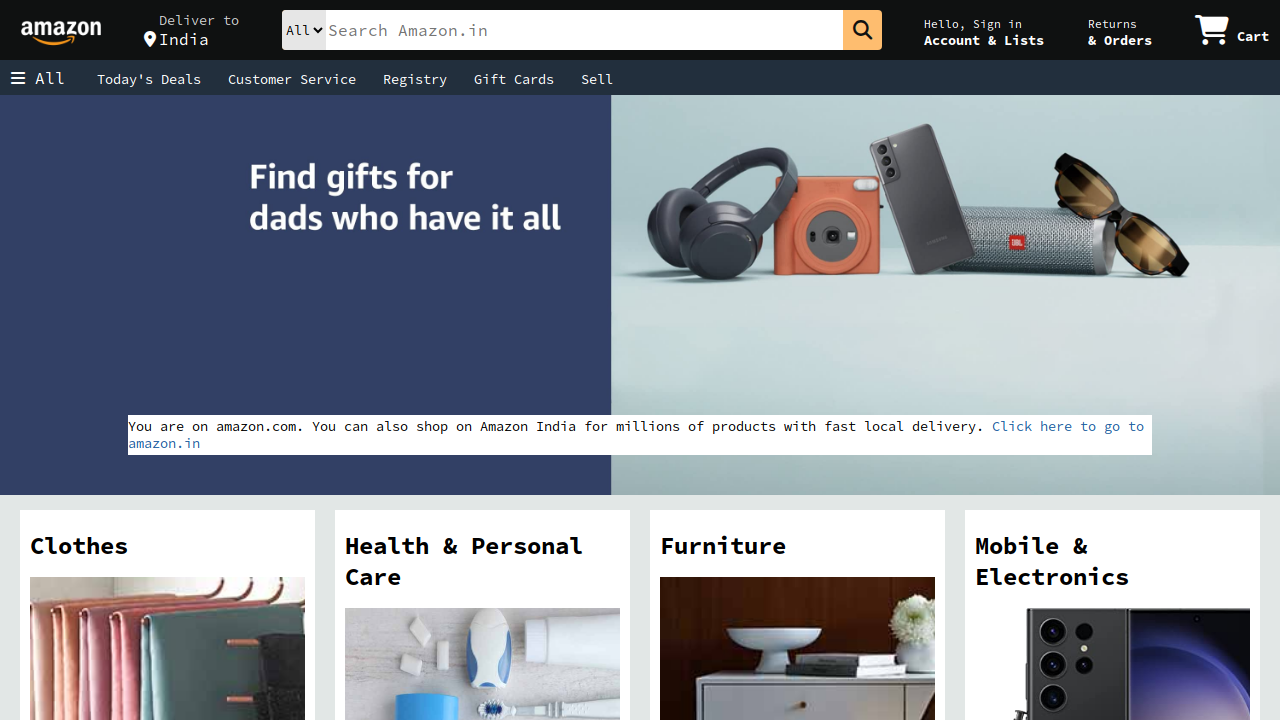 amazon
Deliver to
India
All
Search Amazon.in
Hello, Sign in
Account & Lists
Returns
& Orders
Cart
All
Today's Deals
Customer Service
Registry
Gift Cards
Sell
Find gifts for
dads who have it all
JBL
You are on amazon.com. You can also shop on Amazon India for millions of products with fast local delivery. Click here to go to
amazon.in
Clothes
Health & Personal
Care
Furniture
Mobile &
Electronics